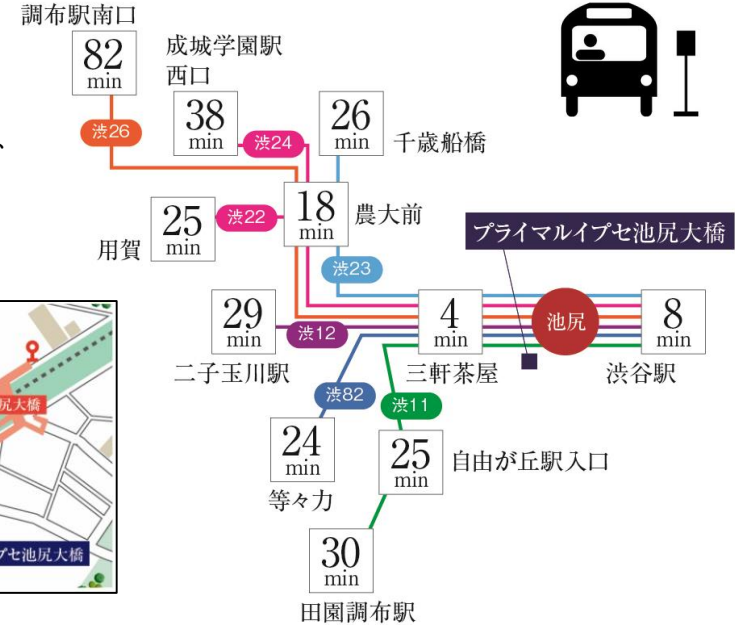 調布駅南口
82
min
成城学園駅
西口
38
min
26
min
千歳船橋
渋26
渋24
、
25
min
用賀
渋22
18
min
農大前
プライマルイプセ池尻大橋
渋23
29
min
二子玉川駅
渋12
4
min
三軒茶屋
池尻
8
min
渋谷駅
渋82
渋11
24
min
等々力
25
min
自由が丘駅入口
30
min
田園調布駅
尻大橋
プセ池尻大橋